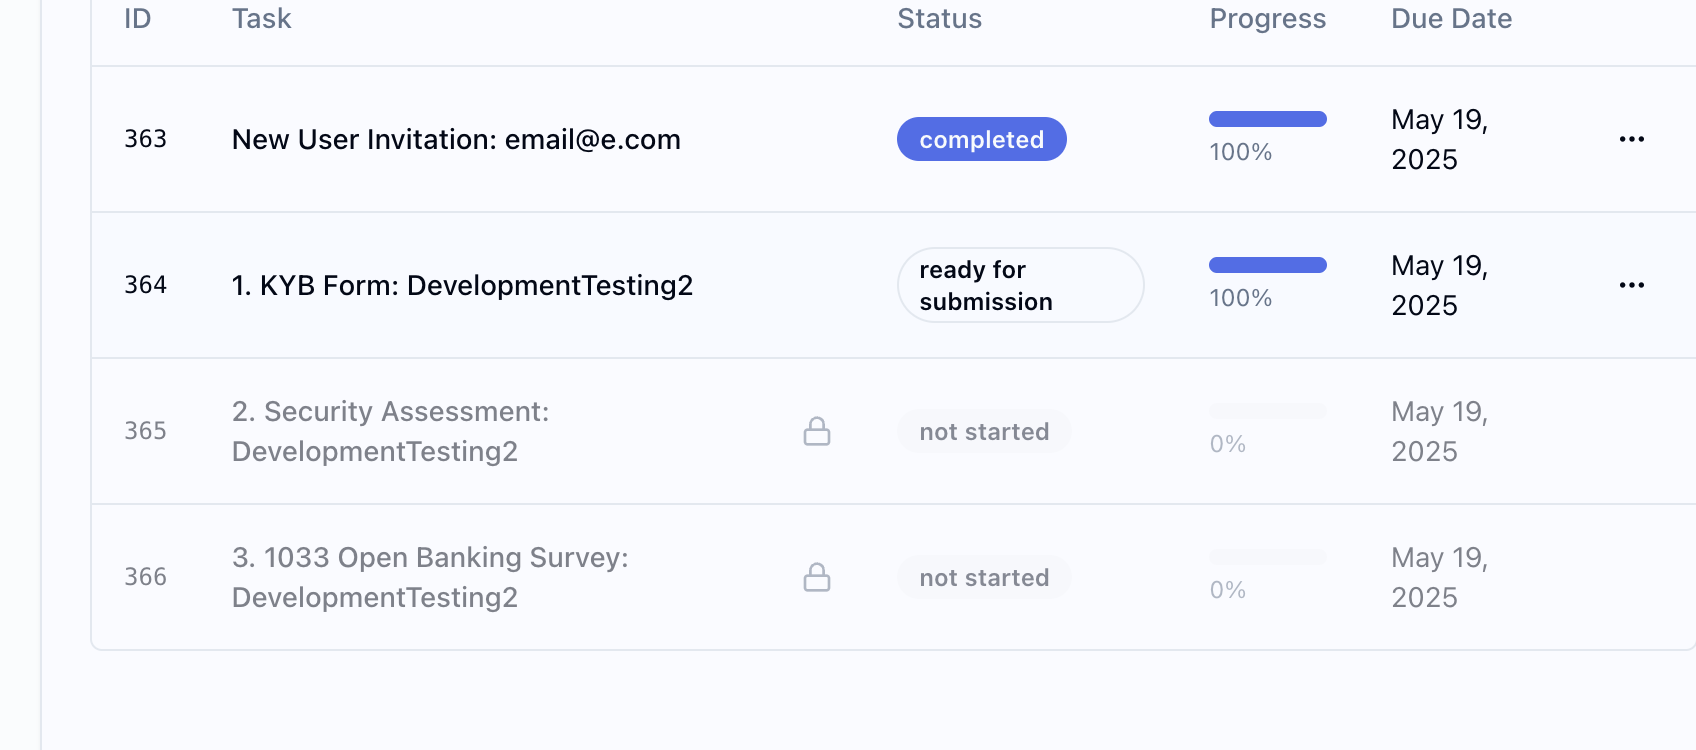 ID Task Status Progress Due Date
363 New User Invitation: email@e.com completed 100% May 19,
2025
364 1. KYB Form: DevelopmentTesting2 ready for
submission 100% May 19,
2025
365 2. Security Assessment:
DevelopmentTesting2 not started 0% May 19,
2025
366 3. 1033 Open Banking Survey:
DevelopmentTesting2 not started 0% May 19,
2025